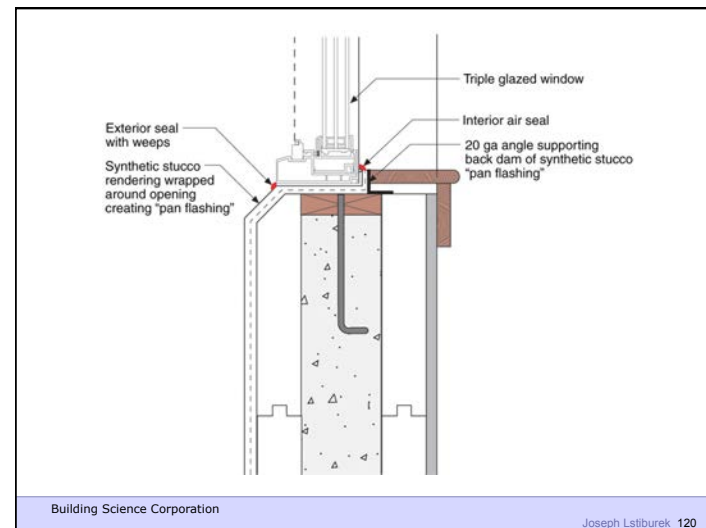 Triple glazed window
Exterior seal
with weeps
Interior air seal
Synthetic stucco
rendering wrapped
around opening
creating “pan flashing”
20 ga angle supporting
back dam of synthetic stucco
“pan flashing”
Building Science Corporation
Joseph Lstiburek 120